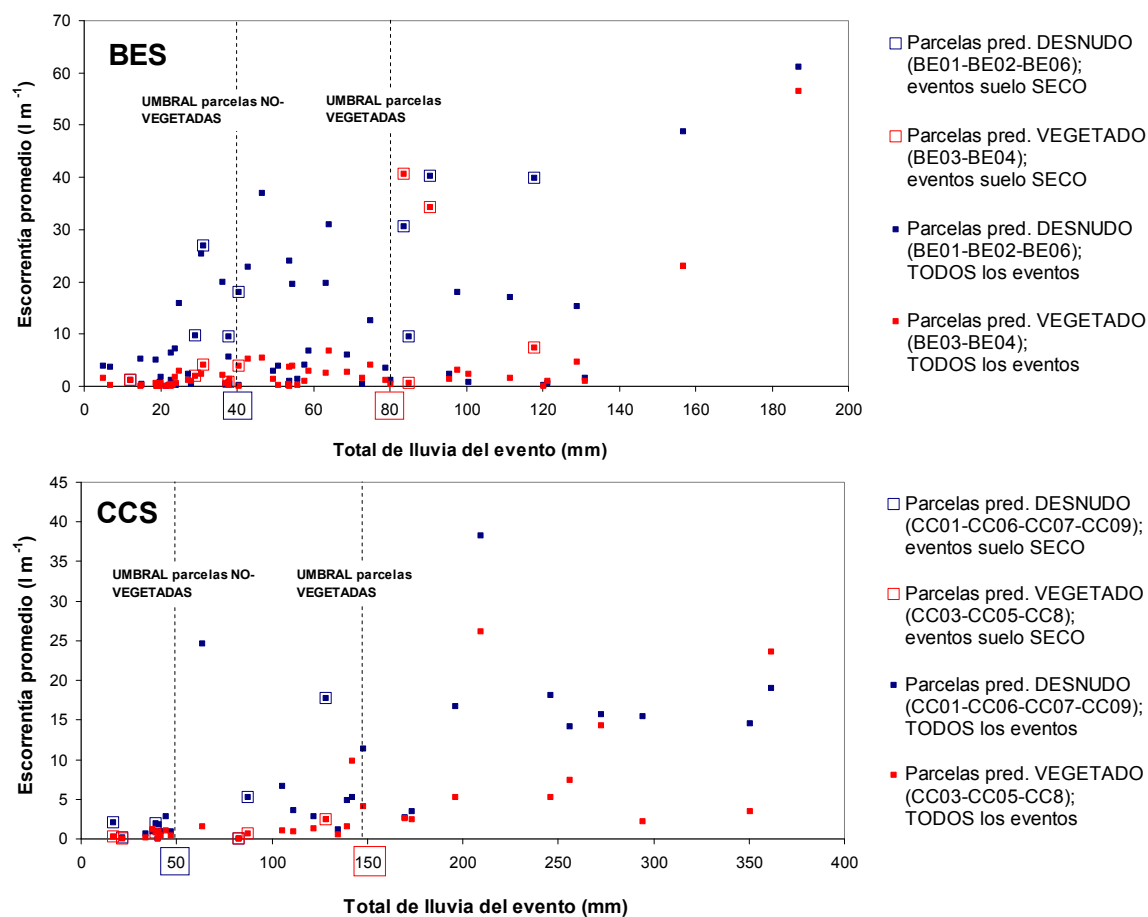 BES
UMBRAL parcelas NO-
VEGETADAS
UMBRAL parcelas
VEGETADAS
Escorrentía promedio (l m -1)
70
60
50
40
30
20
10
0
0 20 40 60 80 100 120 140 160 180 200
Total de lluvia del evento (mm)
Parcelas pred. DESNUDO
(BE01-BE02-BE06);
eventos suelo SECO
Parcelas pred. VEGETADO
(BE03-BE04);
eventos suelo SECO
Parcelas pred. DESNUDO
(BE01-BE02-BE06);
TODOS los eventos
Parcelas pred. VEGETADO
(BE03-BE04);
TODOS los eventos
CCS
UMBRAL parcelas NO-
VEGETADAS
UMBRAL parcelas
VEGETADAS
Escorrentía promedio (l m -1)
45
40
35
30
25
20
15
10
5
0
0 50 100 150 200 250 300 350 400
Total de lluvia del evento (mm)
Parcelas pred. DESNUDO
(CC01-CC06-CC07-CC09);
eventos suelo SECO
Parcelas pred. VEGETADO
(CC03-CC05-CC8);
eventos suelo SECO
Parcelas pred. DESNUDO
(CC01-CC06-CC07-CC09);
TODOS los eventos
Parcelas pred. VEGETADO
(CC03-CC05-CC8);
TODOS los eventos